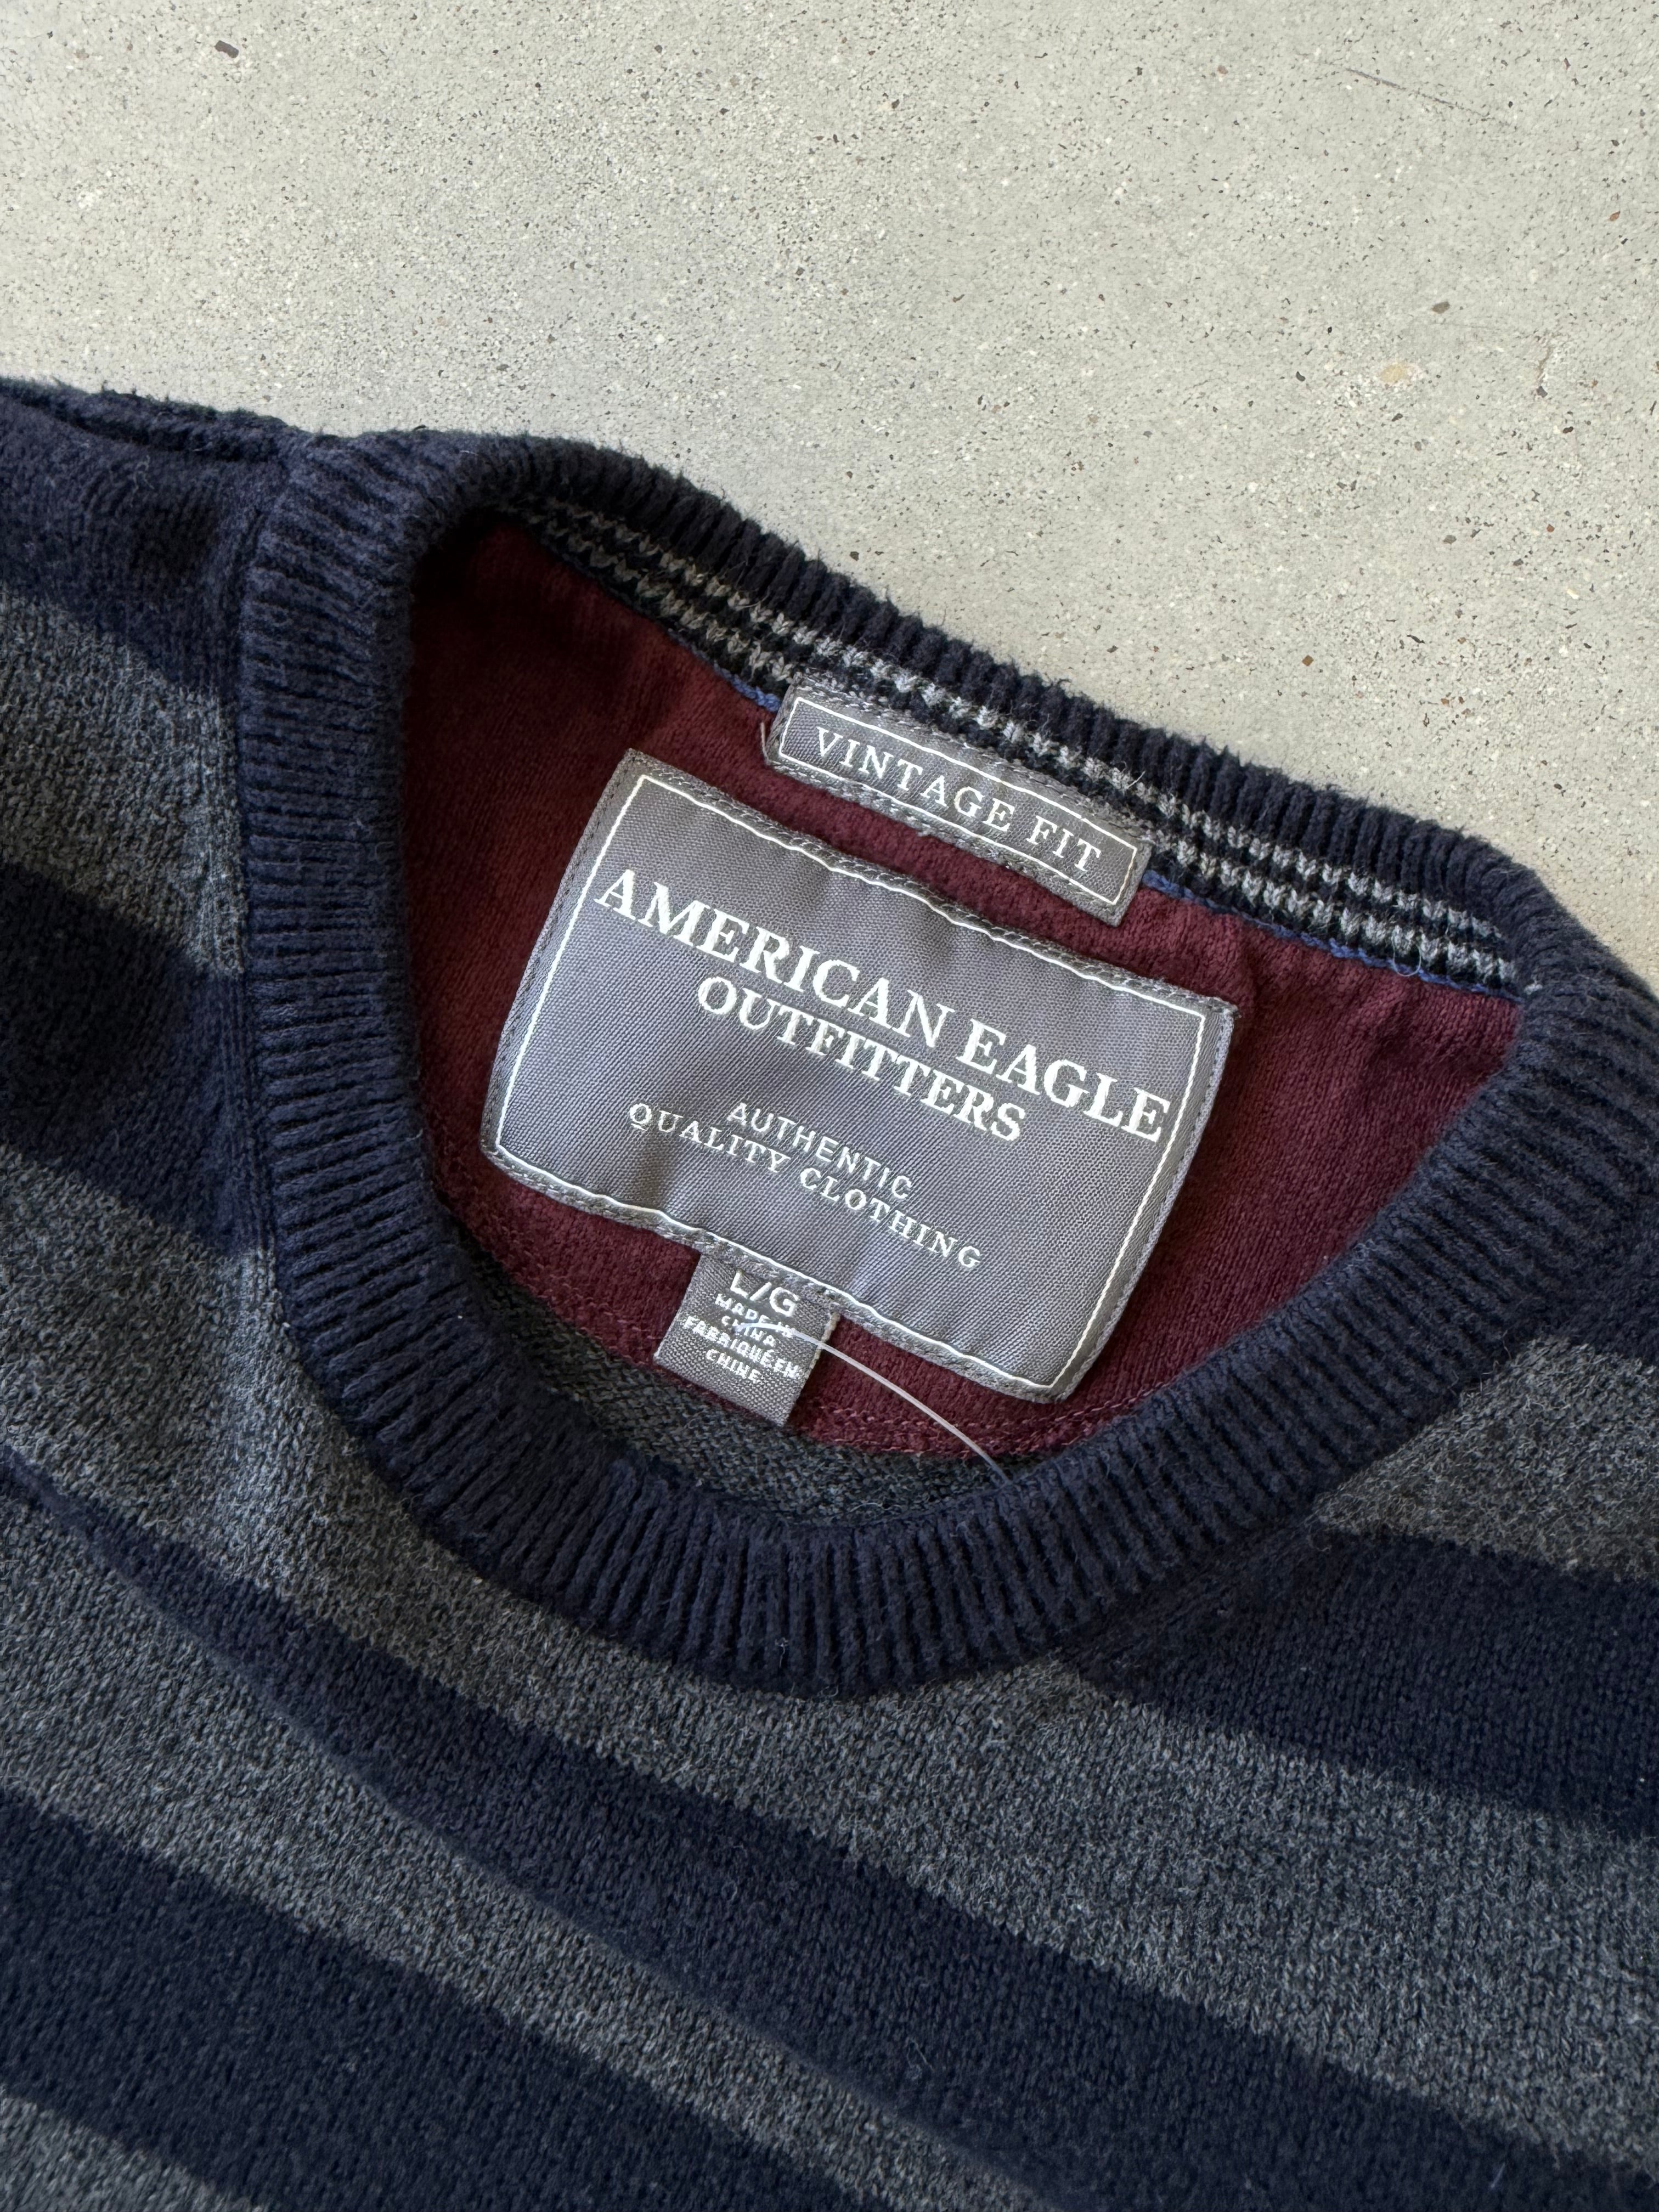 VINTAGE FIT
AMERICAN EAGLE
OUTFITTERS
AUTHENTIC
QUALITY CLOTHING
L/G
MADE IN
CHINA
FABRIQUÉ EN
CHINE